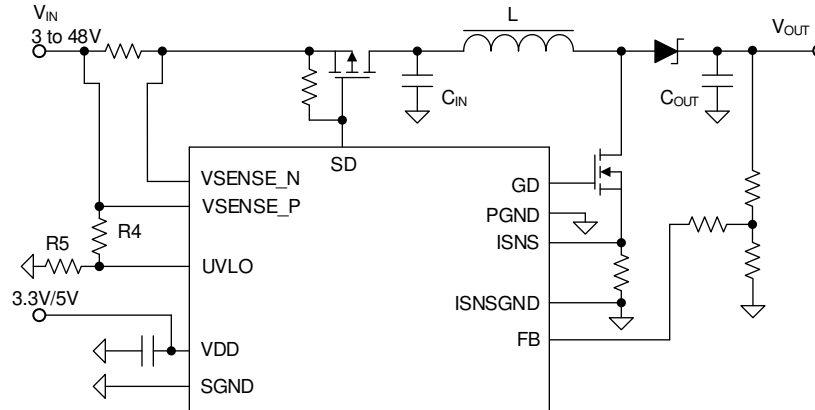 VIN
3 to 48V
L
VOUT
CIN
COUT
SD
VSENSE_N
GD
VSENSE_P
PGND
R4
ISNS
R5
UVLO
3.3V/5V
ISNSGND
VDD
FB
SGND